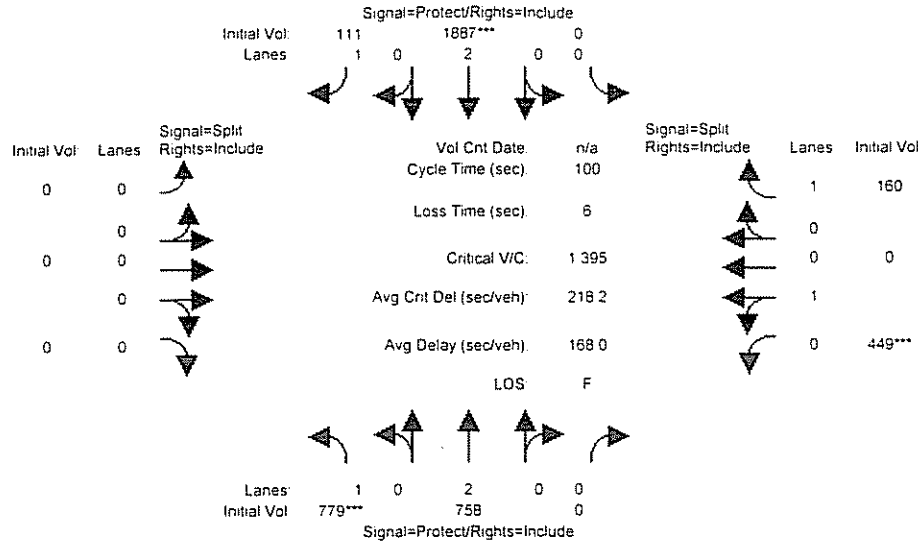 Signal=Protect/Rights=Include
Initial Vol: 111 1887*** 0
Lanes 1 0 2 0 0
Signal=Split
Initial Vol Lanes Rights=Include
0 0
0
0 0
0
0 0
Vol Cnt Date: n/a
Cycle Time (sec). 100
Loss Time (sec). 6
Critical V/C: 1 395
Avg Crit Del (sec/veh): 218 2
Avg Delay (sec/veh). 168 0
LOS F
Signal=Split
Rights=Include Lanes Initial Vol
1 160
0
0 0
1
0 449***
Lanes: 1 0 2 0 0
Initial Vol 779*** 758 0
Signal=Protect/Rights=Include